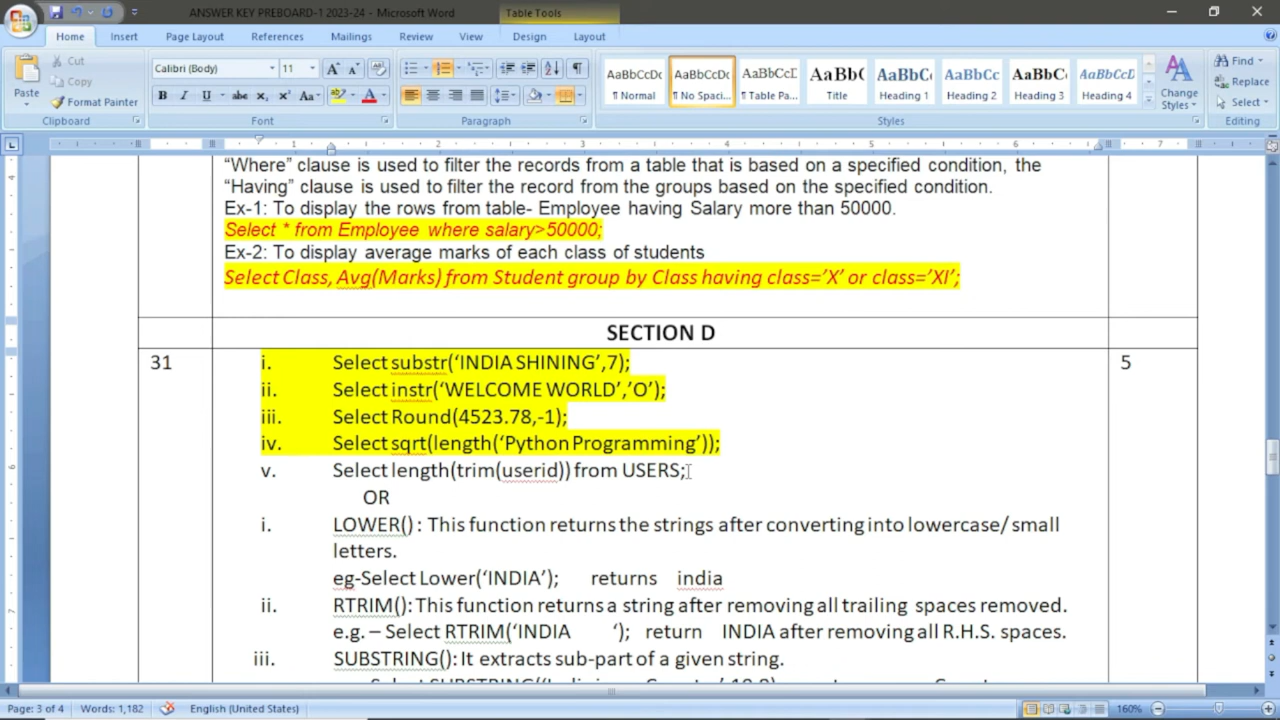 ANSWER KEY PREBOARD-1 2023-24 - Microsoft Word
Table Tools
Home Insert Page Layout References Mailings Review View Design Layout
Paste
Cut
Copy
Format Painter
Clipboard
Calibri (Body) 11
Font
Paragraph
AaBbCcDc AaBbCcDc AaBbCcD AaBb( AaBbCc AaBbCc AaBbC AaBbCcD
¶ Normal ¶ No Spaci... ¶ Table Pa... Title Heading 1 Heading 2 Heading 3 Heading 4
Change Styles
Styles
Find
Replace
Select
Editing
“Where” clause is used to filter the records from a table that is based on a specified condition, the
“Having” clause is used to filter the record from the groups based on the specified condition.
Ex-1: To display the rows from table- Employee having Salary more than 50000.
Select * from Employee where salary>50000;
Ex-2: To display average marks of each class of students
Select Class, Avg(Marks) from Student group by Class having class=’X’ or class=’XI’;
SECTION D
31 i. Select substr(‘INDIA SHINING’,7); 5
ii. Select instr(‘WELCOME WORLD’,’O’);
iii. Select Round(4523.78,-1);
iv. Select sqrt(length(‘Python Programming’));
v. Select length(trim(userid)) from USERS;
OR
i. LOWER() : This function returns the strings after converting into lowercase/ small
letters.
eg-Select Lower(‘INDIA’); returns india
ii. RTRIM(): This function returns a string after removing all trailing spaces removed.
e.g. – Select RTRIM(‘INDIA ‘); return INDIA after removing all R.H.S. spaces.
iii. SUBSTRING(): It extracts sub-part of a given string.
Page: 3 of 4 Words: 1,182 English (United States) 160%